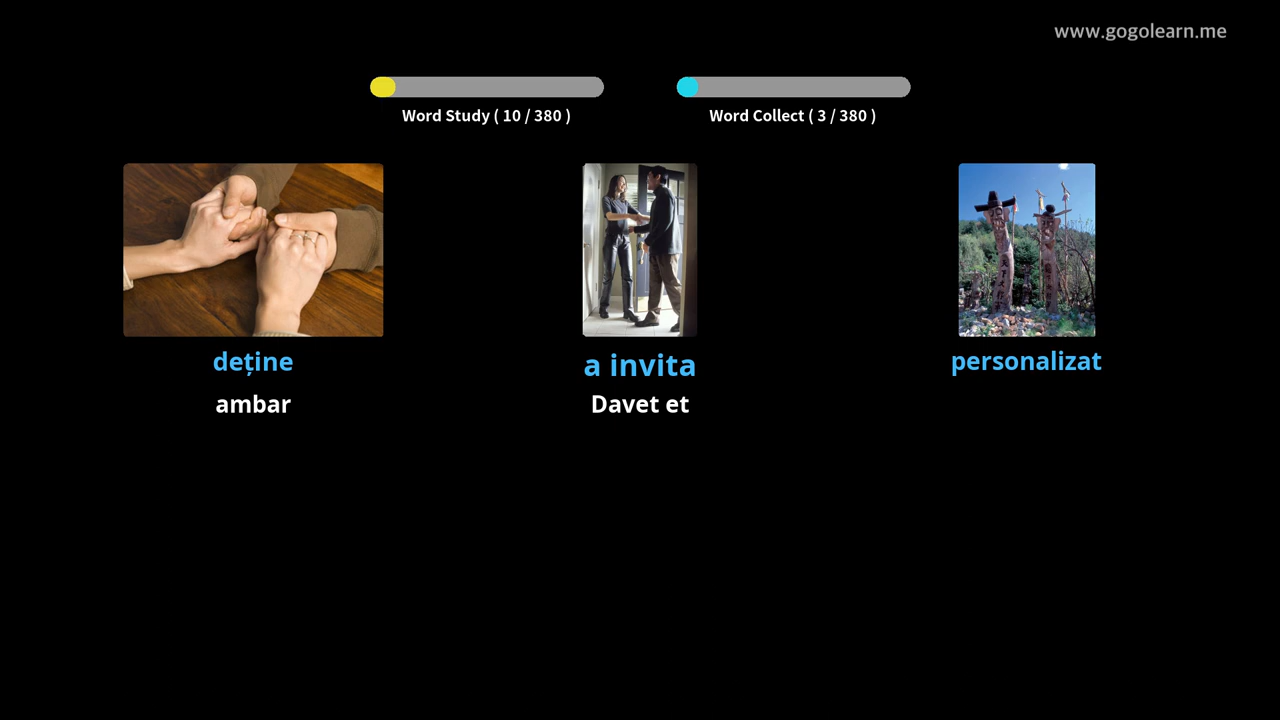 www.gogolearn.me
Word Study ( 10 / 380 )
Word Collect ( 3 / 380 )
deține
a invita
personalizat
ambar
Davet et